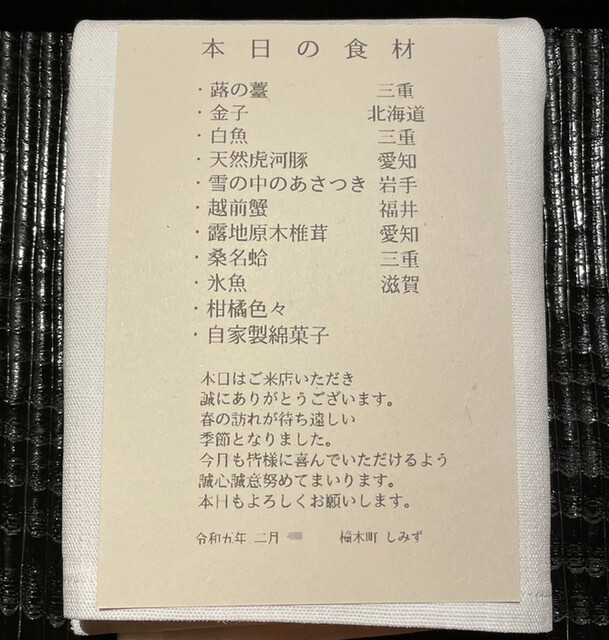 本日の食材
・蕗の薹 三重
・金子 北海道
・白魚 三重
・天然虎河豚 愛知
・雪の中のあさつき 岩手
・越前蟹 福井
・露地原木椎茸 愛知
・桑名蛤 三重
・氷魚 滋賀
・柑橘色々
・自家製綿菓子
本日はご来店いただき
誠にありがとうございます。
春の訪れが待ち遠しい
季節となりました。
今月も皆様に喜んでいただけるよう
誠心誠意努めてまいります。
本日もよろしくお願いします。
令和五年 二月 橦木町 しみず